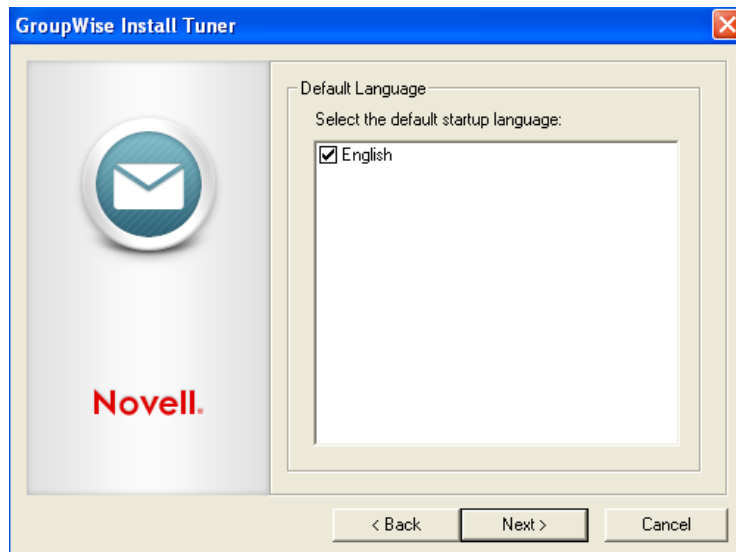 GroupWise Install Tuner
Default Language
Select the default startup language:
English
Novell.
< Back
Next >
Cancel